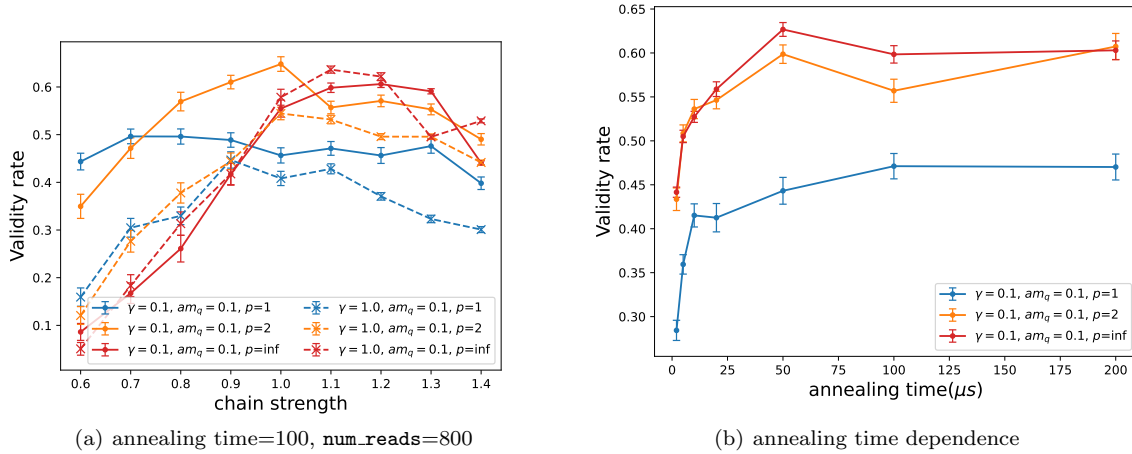 Validity rate
0.6
0.5
0.4
0.3
0.2
0.1
γ = 0.1, am_q = 0.1, p=1
γ = 0.1, am_q = 0.1, p=2
γ = 0.1, am_q = 0.1, p=inf
γ = 1.0, am_q = 0.1, p=1
γ = 1.0, am_q = 0.1, p=2
γ = 1.0, am_q = 0.1, p=inf
0.6 0.7 0.8 0.9 1.0 1.1 1.2 1.3 1.4
chain strength
(a) annealing time=100, num_reads=800
Validity rate
0.65
0.60
0.55
0.50
0.45
0.40
0.35
0.30
γ = 0.1, am_q = 0.1, p=1
γ = 0.1, am_q = 0.1, p=2
γ = 0.1, am_q = 0.1, p=inf
0 25 50 75 100 125 150 175 200
annealing time(μs)
(b) annealing time dependence